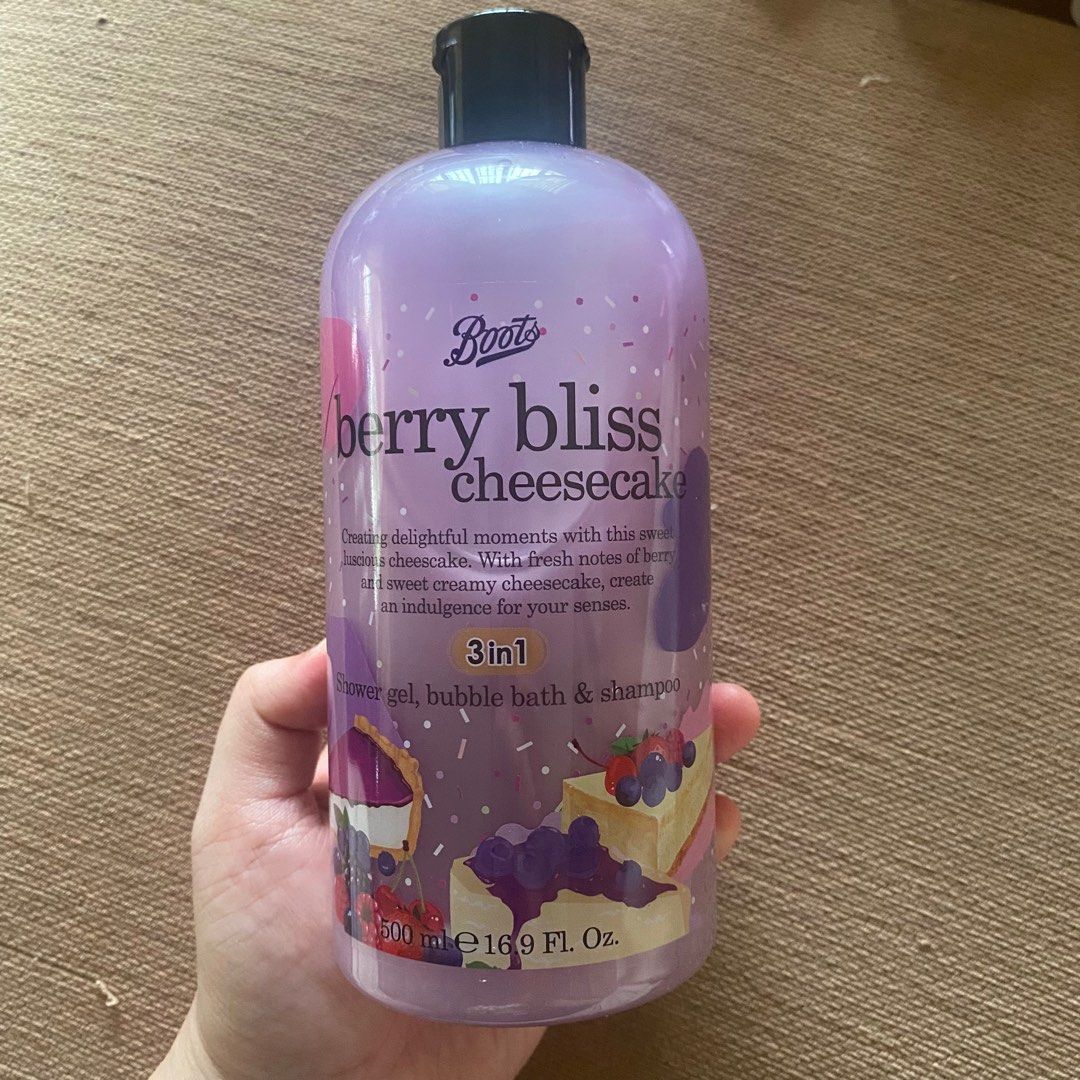 Boots
berry bliss
cheesecake
Creating delightful moments with this sweet
luscious cheescake. With fresh notes of berry
and sweet creamy cheesecake, create
an indulgence for your senses.
3in1
Shower gel, bubble bath & shampoo
500 ml ℮ 16.9 Fl. Oz.